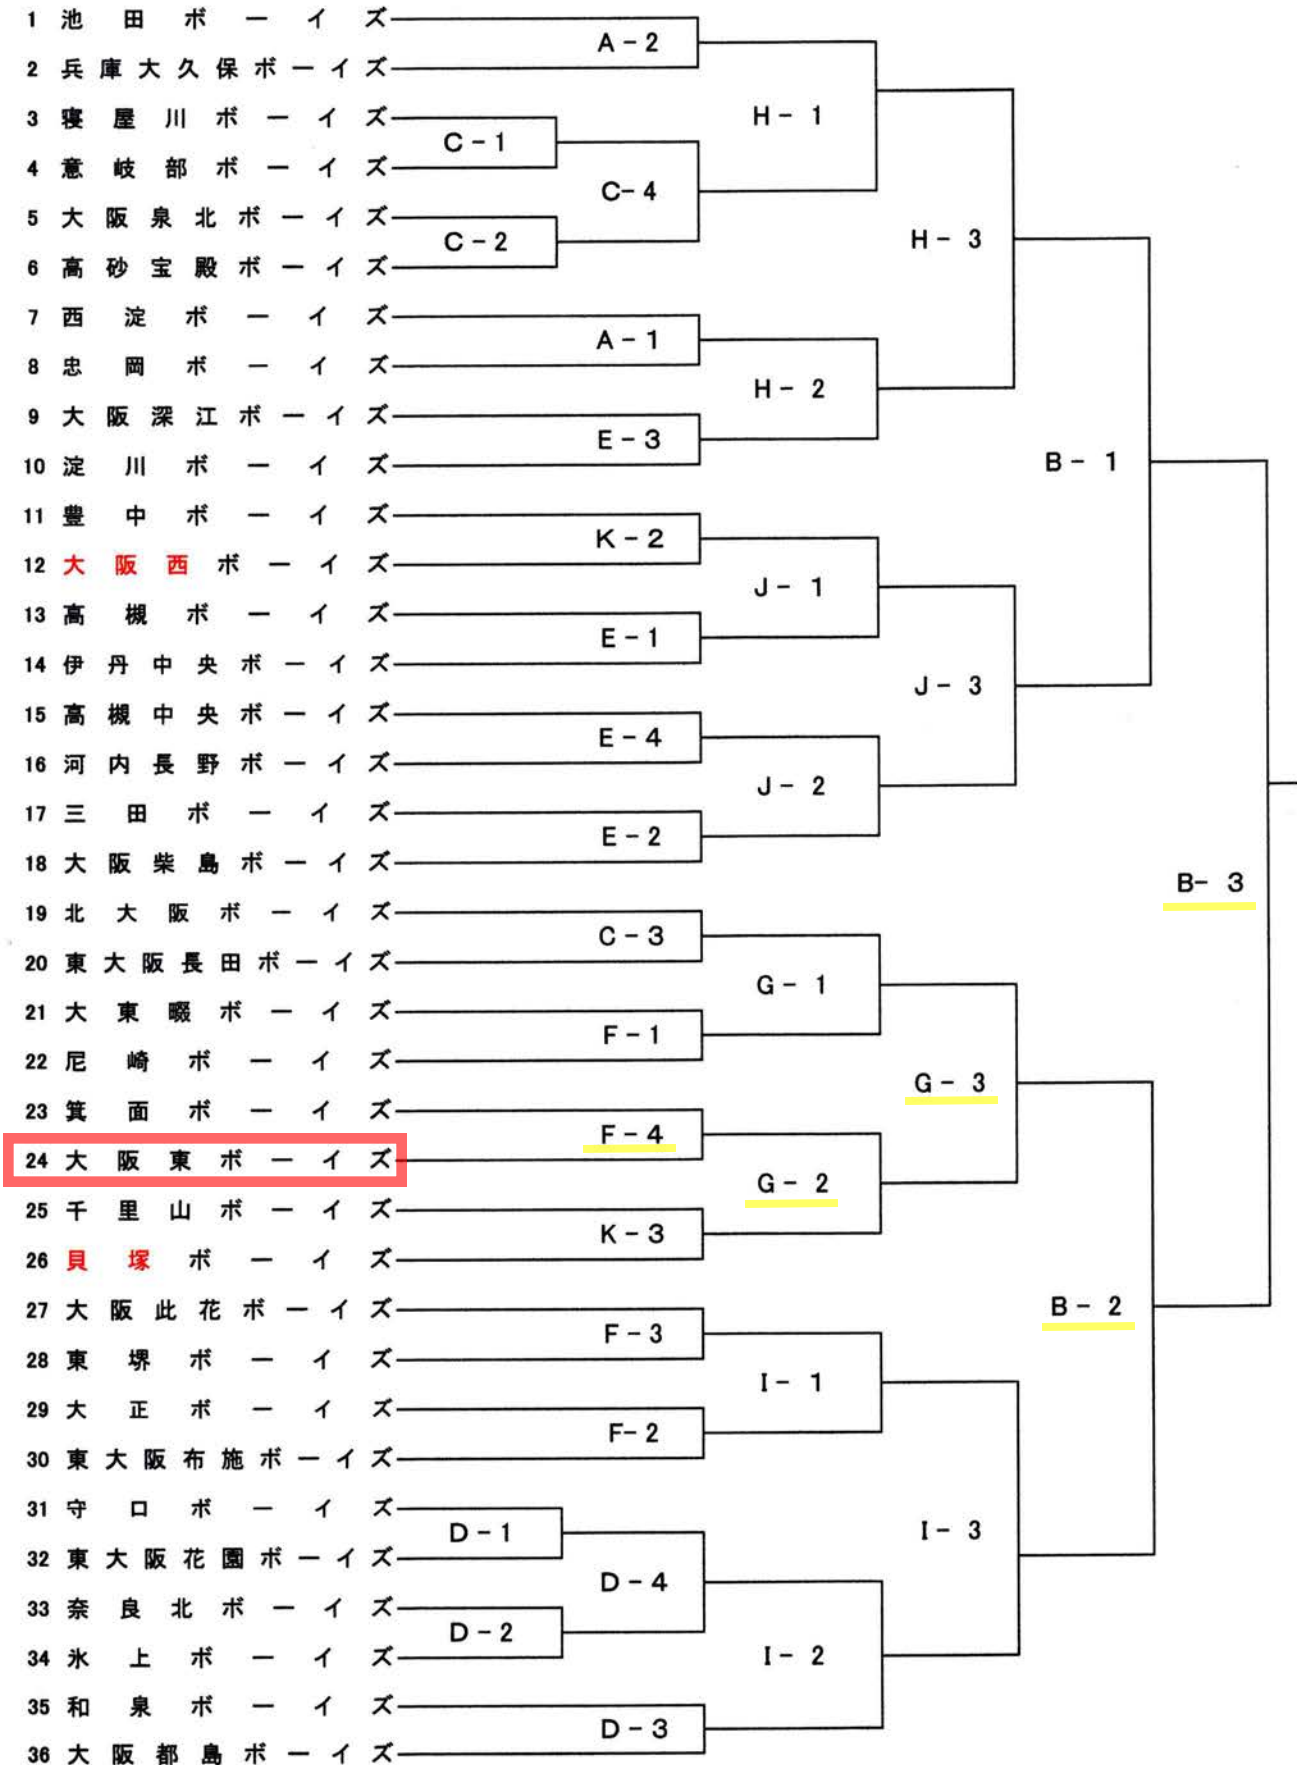 1 池田ボーイズ
A-2
2 兵庫大久保ボーイズ
H-1
3 寝屋川ボーイズ
C-1
4 意岐部ボーイズ
C-4
5 大阪泉北ボーイズ
C-2
H-3
6 高砂宝殿ボーイズ
7 西淀ボーイズ
A-1
8 忠岡ボーイズ
H-2
9 大阪深江ボーイズ
E-3
10 淀川ボーイズ
B-1
11 豊中ボーイズ
K-2
12 大阪西ボーイズ
J-1
13 高槻ボーイズ
E-1
14 伊丹中央ボーイズ
J-3
15 高槻中央ボーイズ
E-4
16 河内長野ボーイズ
J-2
17 三田ボーイズ
E-2
18 大阪柴島ボーイズ
B-3
19 北大阪ボーイズ
C-3
20 東大阪長田ボーイズ
G-1
21 大東畷ボーイズ
F-1
22 尼崎ボーイズ
G-3
23 箕面ボーイズ
F-4
24 大阪東ボーイズ
G-2
25 千里山ボーイズ
K-3
26 貝塚ボーイズ
27 大阪此花ボーイズ
B-2
F-3
28 東堺ボーイズ
I-1
29 大正ボーイズ
F-2
30 東大阪布施ボーイズ
31 守口ボーイズ
D-1
I-3
32 東大阪花園ボーイズ
D-4
33 奈良北ボーイズ
D-2
34 氷上ボーイズ
I-2
35 和泉ボーイズ
D-3
36 大阪都島ボーイズ